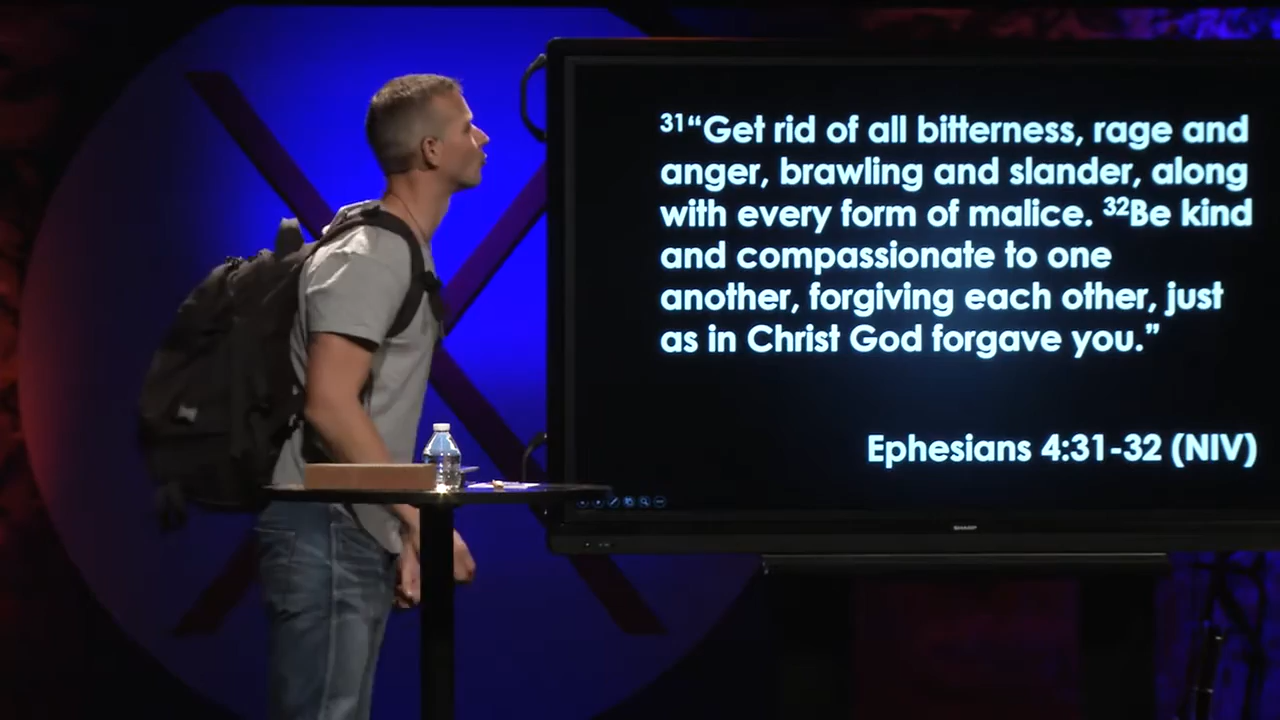 ³¹“Get rid of all bitterness, rage and
anger, brawling and slander, along
with every form of malice. ³²Be kind
and compassionate to one
another, forgiving each other, just
as in Christ God forgave you.”
Ephesians 4:31-32 (NIV)
SHARP